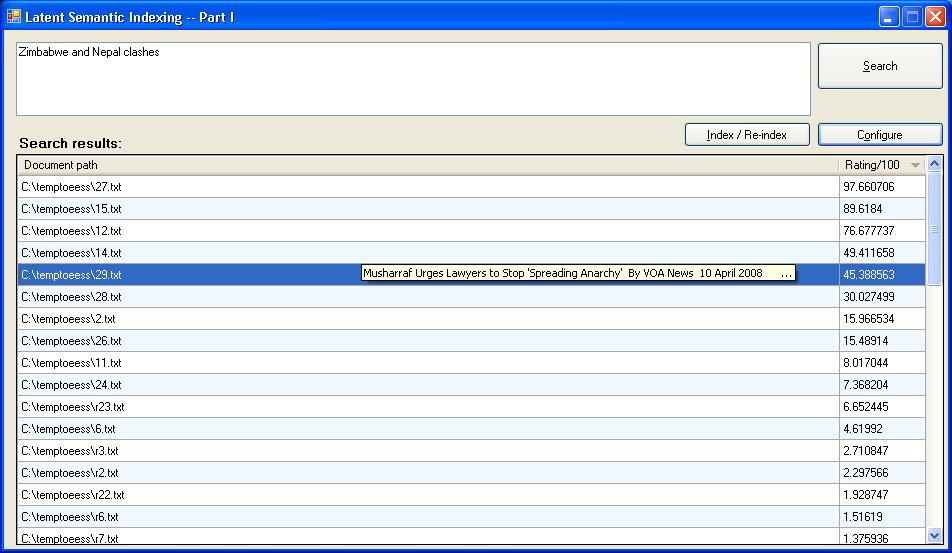 Latent Semantic Indexing -- Part I
Zimbabwe and Nepal clashes
Search
Search results:
Index / Re-index
Configure
Document path Rating/100
C:\temptoeess\27.txt 97.660706
C:\temptoeess\15.txt 89.6184
C:\temptoeess\12.txt 76.677737
C:\temptoeess\14.txt 49.411658
C:\temptoeess\29.txt Musharraf Urges Lawyers to Stop 'Spreading Anarchy' By VOA News 10 April 2008 ... 45.388563
C:\temptoeess\28.txt 30.027499
C:\temptoeess\2.txt 15.966534
C:\temptoeess\26.txt 15.48914
C:\temptoeess\11.txt 8.017044
C:\temptoeess\24.txt 7.368204
C:\temptoeess\r23.txt 6.652445
C:\temptoeess\6.txt 4.61992
C:\temptoeess\r3.txt 2.710847
C:\temptoeess\r2.txt 2.297566
C:\temptoeess\r22.txt 1.928747
C:\temptoeess\r6.txt 1.51619
C:\temptoeess\r7.txt 1.375936